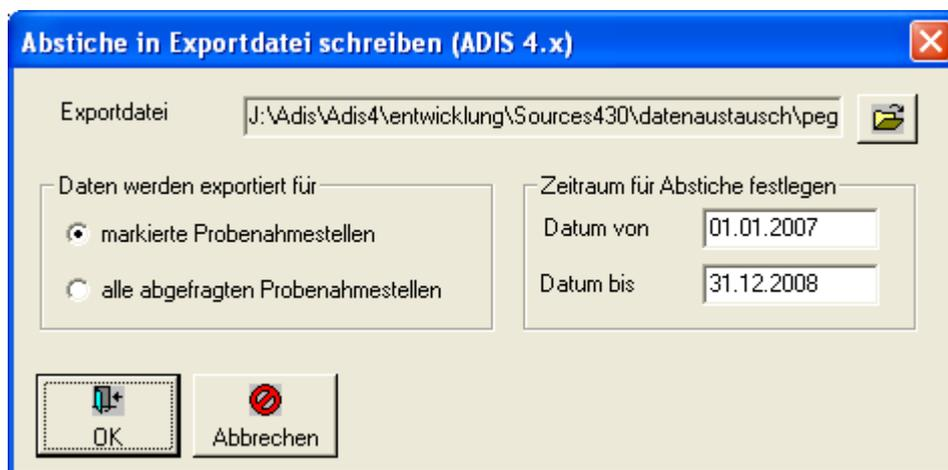 Abstiche in Exportdatei schreiben (ADIS 4.x)
Exportdatei
J:\Adis\Adis4\entwicklung\Sources430\datenaustausch\peg
Daten werden exportiert für
markierte Probenahmestellen
alle abgefragten Probenahmestellen
Zeitraum für Abstiche festlegen
Datum von 01.01.2007
Datum bis 31.12.2008
OK
Abbrechen